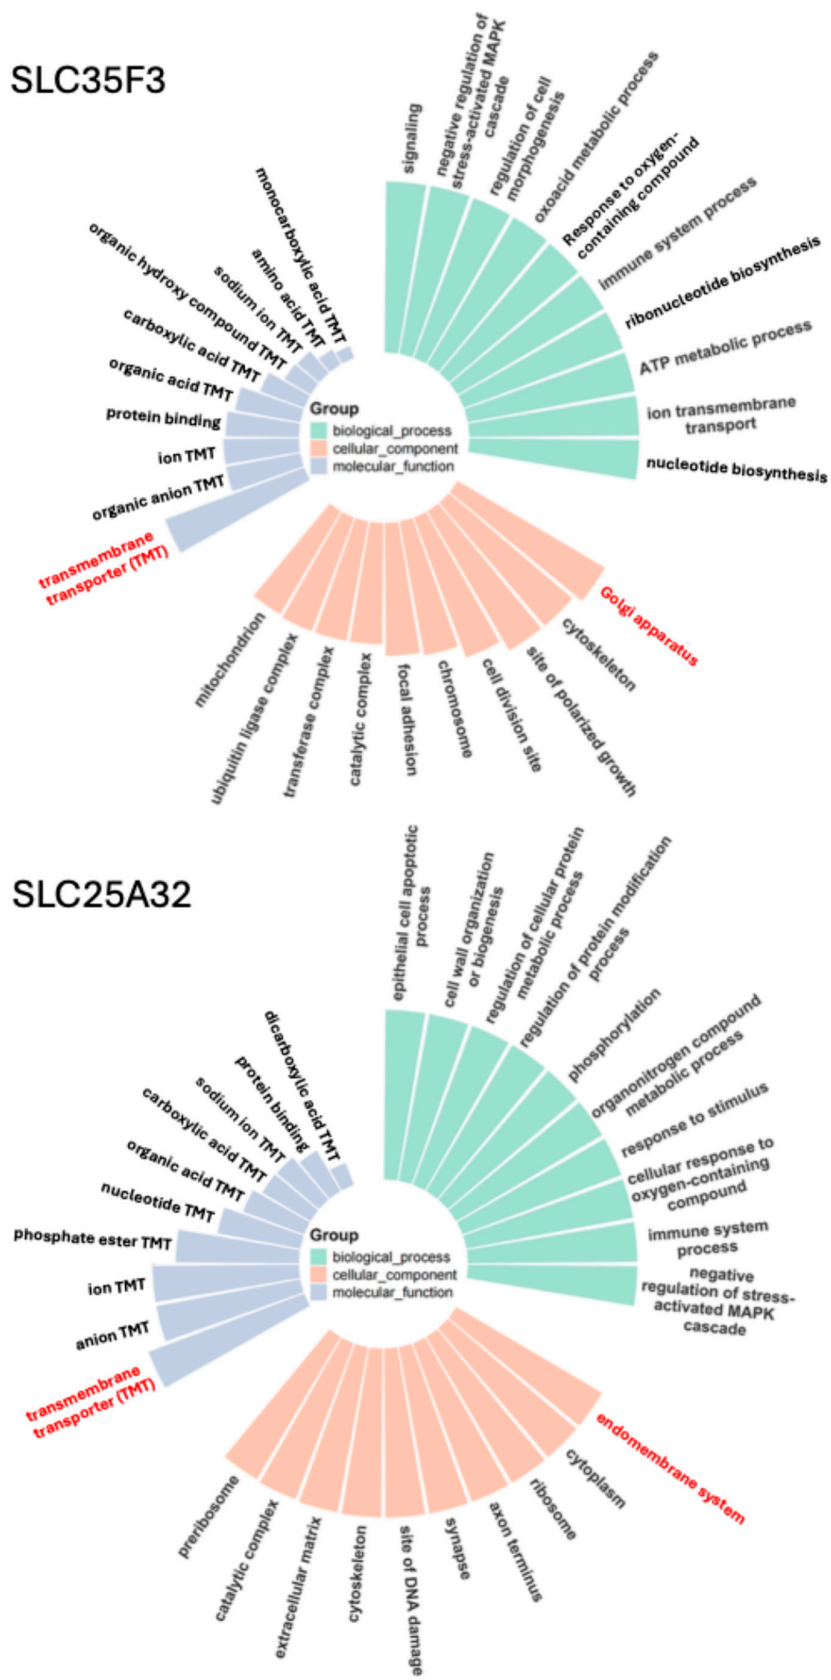 SLC35F3
signaling
negative regulation of
stress-activated MAPK
cascade
regulation of cell
morphogenesis
oxoacid metabolic process
Response to oxygen-
containing compound
immune system process
ribonucleotide biosynthesis
ATP metabolic process
ion transmembrane
transport
nucleotide biosynthesis
monocarboxylic acid TMT
amino acid TMT
sodium ion TMT
organic hydroxy compound TMT
carboxylic acid TMT
organic acid TMT
protein binding
ion TMT
organic anion TMT
transmembrane
transporter (TMT)
Group
biological_process
cellular_component
molecular_function
Golgi apparatus
cytoskeleton
site of polarized growth
cell division site
chromosome
focal adhesion
catalytic complex
transferase complex
ubiquitin ligase complex
mitochondrion
SLC25A32
epithelial cell apoptotic
process
cell wall organization
or biogenesis
regulation of cellular protein
metabolic process
regulation of protein modification
process
phosphorylation
organonitrogen compound
metabolic process
response to stimulus
cellular response to
oxygen-containing
compound
immune system
process
negative
regulation of stress-
activated MAPK
cascade
dicarboxylic acid TMT
protein binding
sodium ion TMT
carboxylic acid TMT
organic acid TMT
nucleotide TMT
phosphate ester TMT
ion TMT
anion TMT
transmembrane
transporter (TMT)
Group
biological_process
cellular_component
molecular_function
endomembrane system
cytoplasm
ribosome
axon terminus
synapse
site of DNA damage
cytoskeleton
extracellular matrix
catalytic complex
preribosome